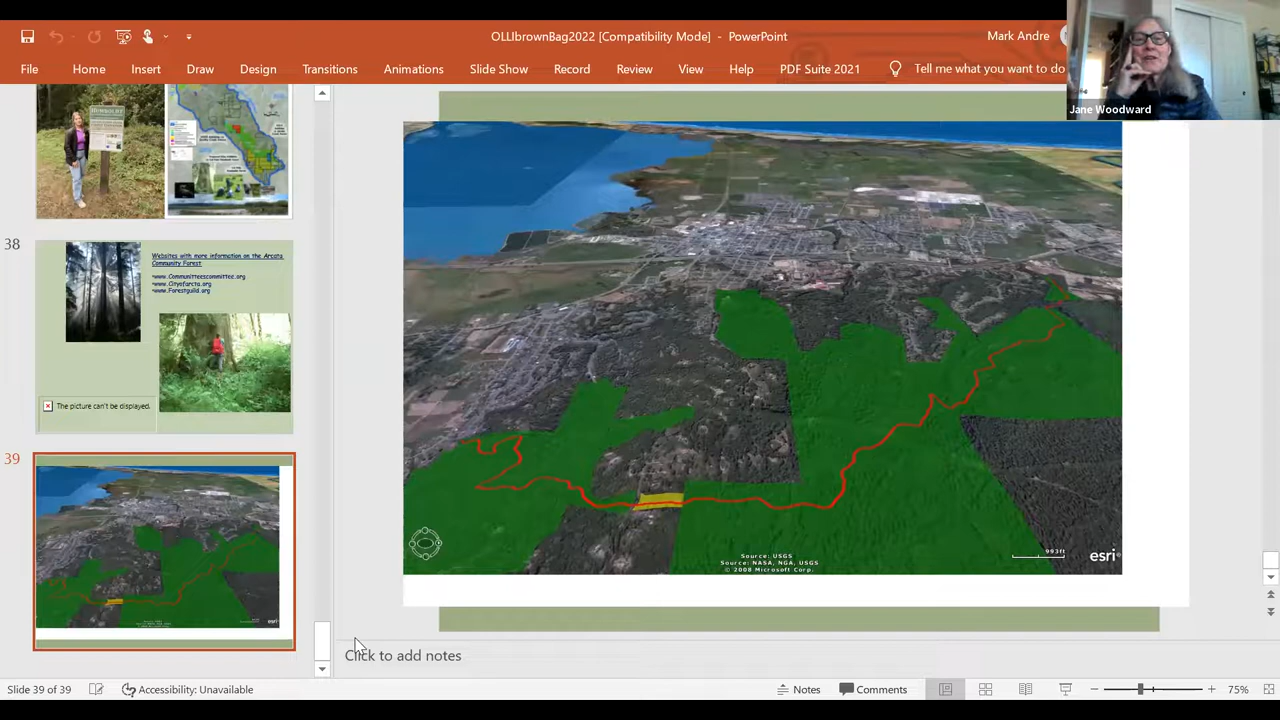 OLLIbrownBag2022 [Compatibility Mode] - PowerPoint
Mark Andre
File Home Insert Draw Design Transitions Animations Slide Show Record Review View Help PDF Suite 2021 Tell me what you want to do
Jane Woodward
38
Websites with more information on the Arcata
Community Forest
•www.Communitteescommittee.org
•www.Cityofarcta.org
•www.Forestguild.org
The picture can't be displayed.
39
esri
Source: USGS
Source: NASA, NGA, USGS
© 2008 Microsoft Corp.
993ft
esri
Click to add notes
Slide 39 of 39
Accessibility: Unavailable
Notes
Comments
75%